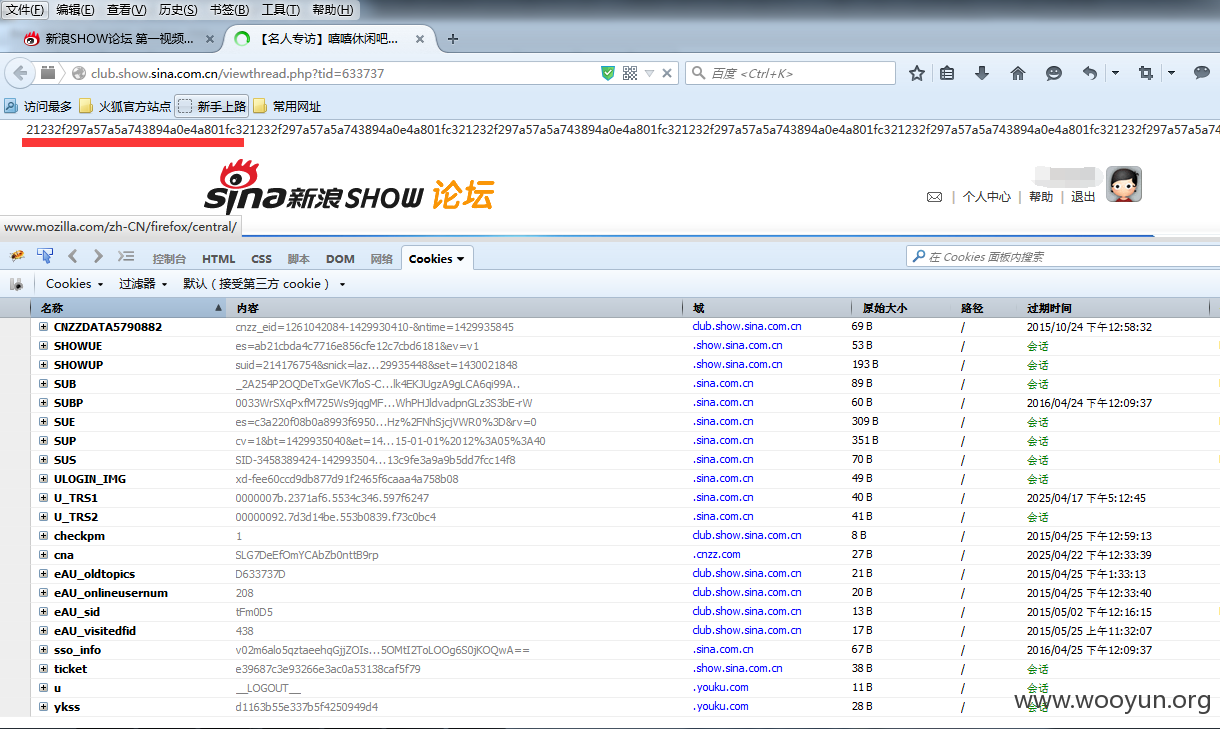 文件(F) 编辑(E) 查看(V) 历史(S) 书签(B) 工具(T) 帮助(H)
新浪SHOW论坛 第一视频... × 【名人专访】嘻嘻休闲吧... × +
club.show.sina.com.cn/viewthread.php?tid=633737 百度 <Ctrl+K>
访问最多 火狐官方站点 新手上路 常用网址
21232f297a57a5a743894a0e4a801fc321232f297a57a5a743894a0e4a801fc321232f297a57a5a743894a0e4a801fc321232f297a57a5a743894a0e4a801fc321232f297a57a5a74
sina新浪SHOW 论坛
| 个人中心 | 帮助 | 退出
www.mozilla.com/zh-CN/firefox/central/
控制台 HTML CSS 脚本 DOM 网络 Cookies 在 Cookies 面板内搜索
Cookies 过滤器 默认（接受第三方 cookie）
名称 内容 域 原始大小 路径 过期时间
CNZZDATA5790882 cnzz_eid=1261042084-1429930410-&ntime=1429935845 club.show.sina.com.cn 69 B / 2015/10/24 下午12:58:32
SHOWUE es=ab21cbda4c7716e856cfe12c7cbd6181&ev=v1 .show.sina.com.cn 53 B / 会话
SHOWUP suid=214176754&snick=laz...29935448&set=1430021848 .show.sina.com.cn 193 B / 会话
SUB _2A254P2OQDeTxGeVK7loS-C...lk4EKJUgzA9gLCA6qi99A.. .sina.com.cn 89 B / 会话
SUBP 0033WrSXqPxfM725Ws9jqgMF...WhPHJldvadpnGLz3S3bE-rW .sina.com.cn 60 B / 2016/04/24 下午12:09:37
SUE es=c3a220f08b0a8993f6950...Hz%2FNhSjcjVWR0%3D&rv=0 .sina.com.cn 309 B / 会话
SUP cv=1&bt=1429935040&et=14...15-01-01%2012%3A05%3A40 .sina.com.cn 351 B / 会话
SUS SID-3458389424-142993504...13c9fe3a9a9b5dd7fcc14f8 .sina.com.cn 70 B / 会话
ULOGIN_IMG xd-fee60ccd9db877d91f2465f6caaa4a758b08 .sina.com.cn 49 B / 会话
U_TRS1 0000007b.2371af6.5534c346.597f6247 .sina.com.cn 40 B / 2025/04/17 下午5:12:45
U_TRS2 00000092.7d3d14be.553b0839.f73c0bc4 .sina.com.cn 41 B / 会话
checkpm 1 club.show.sina.com.cn 8 B / 2015/04/25 下午12:59:13
cna SLG7DeEfOmYCAbZb0nttB9rp .cnzz.com 27 B / 2025/04/22 下午12:33:39
eAU_oldtopics D633737D club.show.sina.com.cn 21 B / 2015/04/25 下午1:33:13
eAU_onlineusernum 208 club.show.sina.com.cn 20 B / 2015/04/25 下午12:33:40
eAU_sid tFm0D5 club.show.sina.com.cn 13 B / 2015/05/02 下午12:16:15
eAU_visitedfid 438 club.show.sina.com.cn 17 B / 2015/05/25 上午11:32:07
sso_info v02m6alo5qztaeehqGjjZOIs...5OMtI2ToLOOg6S0jKOQwA== .sina.com.cn 67 B / 2016/04/25 下午12:09:37
ticket e39687c3e93266e3ac0a53138caf5f79 .show.sina.com.cn 38 B / 会话
u __LOGOUT__ .youku.com 11 B / 会话
ykss d1163b55e337b5f4250949d4 .youku.com 28 B / 会话
www.wooyun.org